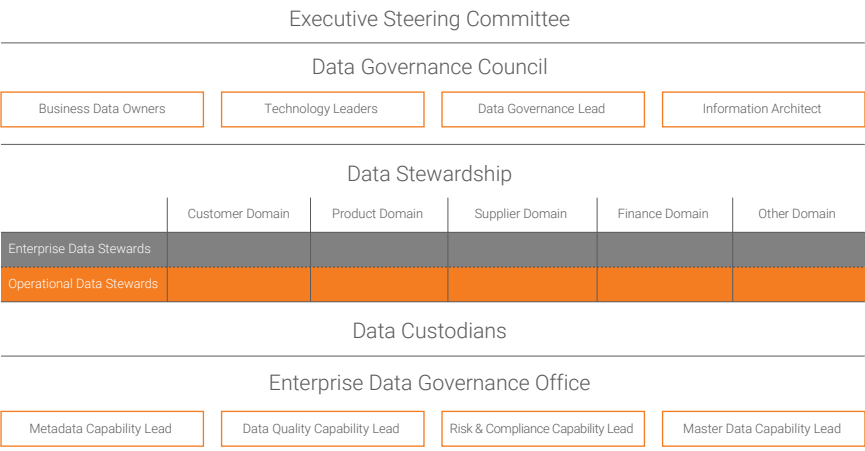 Executive Steering Committee
Data Governance Council
Business Data Owners
Technology Leaders
Data Governance Lead
Information Architect
Data Stewardship
Customer Domain
Product Domain
Supplier Domain
Finance Domain
Other Domain
Enterprise Data Stewards
Operational Data Stewards
Data Custodians
Enterprise Data Governance Office
Metadata Capability Lead
Data Quality Capability Lead
Risk & Compliance Capability Lead
Master Data Capability Lead